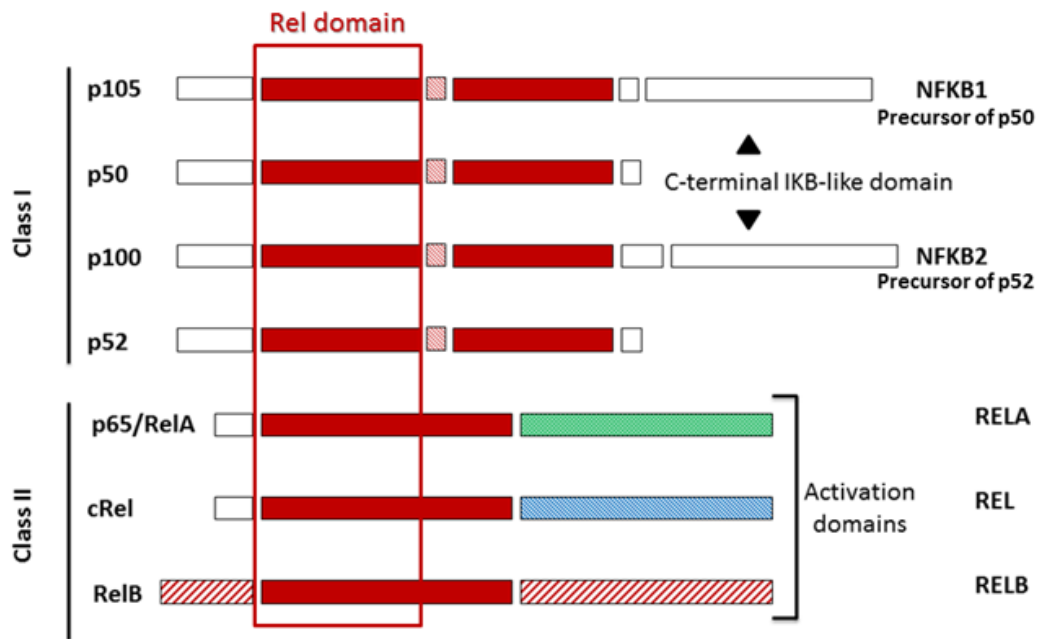 Rel domain
Class I
p105
NFKB1
Precursor of p50
p50
C-terminal IKB-like domain
p100
NFKB2
Precursor of p52
p52
Class II
p65/RelA
RELA
cRel
Activation
domains
REL
RelB
RELB